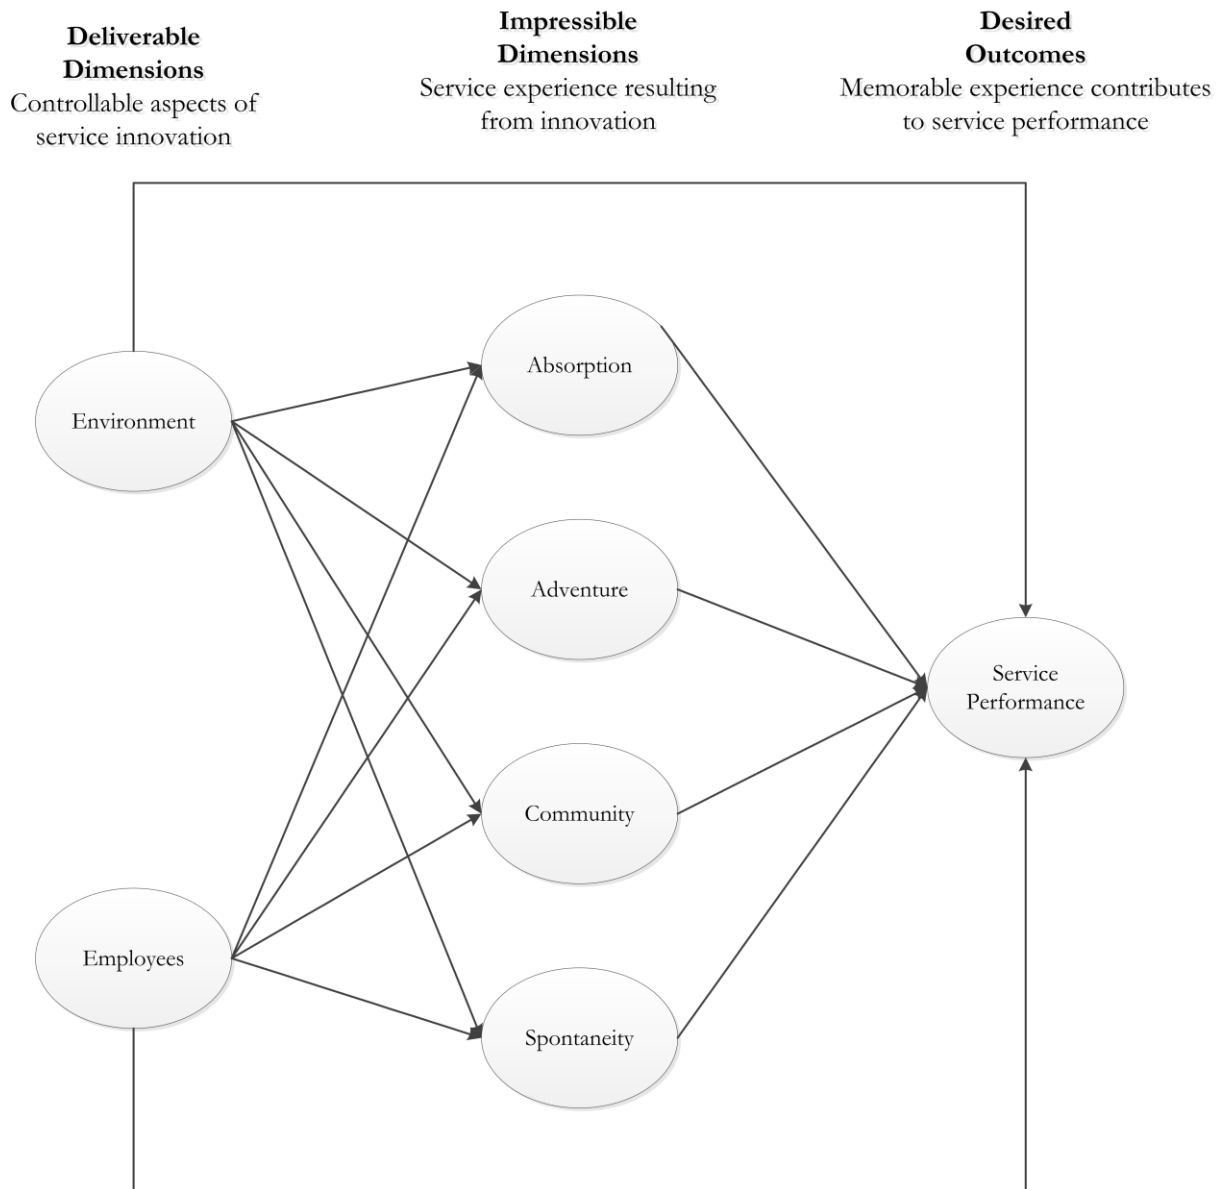 Deliverable
Dimensions
Controllable aspects of
service innovation
Impressible
Dimensions
Service experience resulting
from innovation
Desired
Outcomes
Memorable experience contributes
to service performance
Environment
Employees
Absorption
Adventure
Community
Spontaneity
Service
Performance